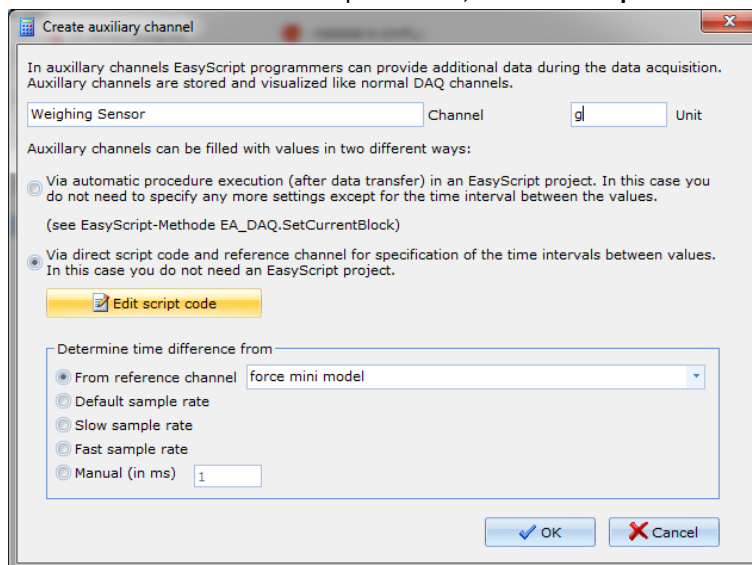 Create auxiliary channel
In auxillary channels EasyScript programmers can provide additional data during the data acquisition.
Auxillary channels are stored and visualized like normal DAQ channels.
Weighing Sensor Channel g Unit
Auxillary channels can be filled with values in two different ways:
Via automatic procedure execution (after data transfer) in an EasyScript project. In this case you
do not need to specify any more settings except for the time interval between the values.
(see EasyScript-Methode EA_DAQ.SetCurrentBlock)
Via direct script code and reference channel for specification of the time intervals between values.
In this case you do not need an EasyScript project.
Edit script code
Determine time difference from
From reference channel force mini model
Default sample rate
Slow sample rate
Fast sample rate
Manual (in ms) 1
OK Cancel